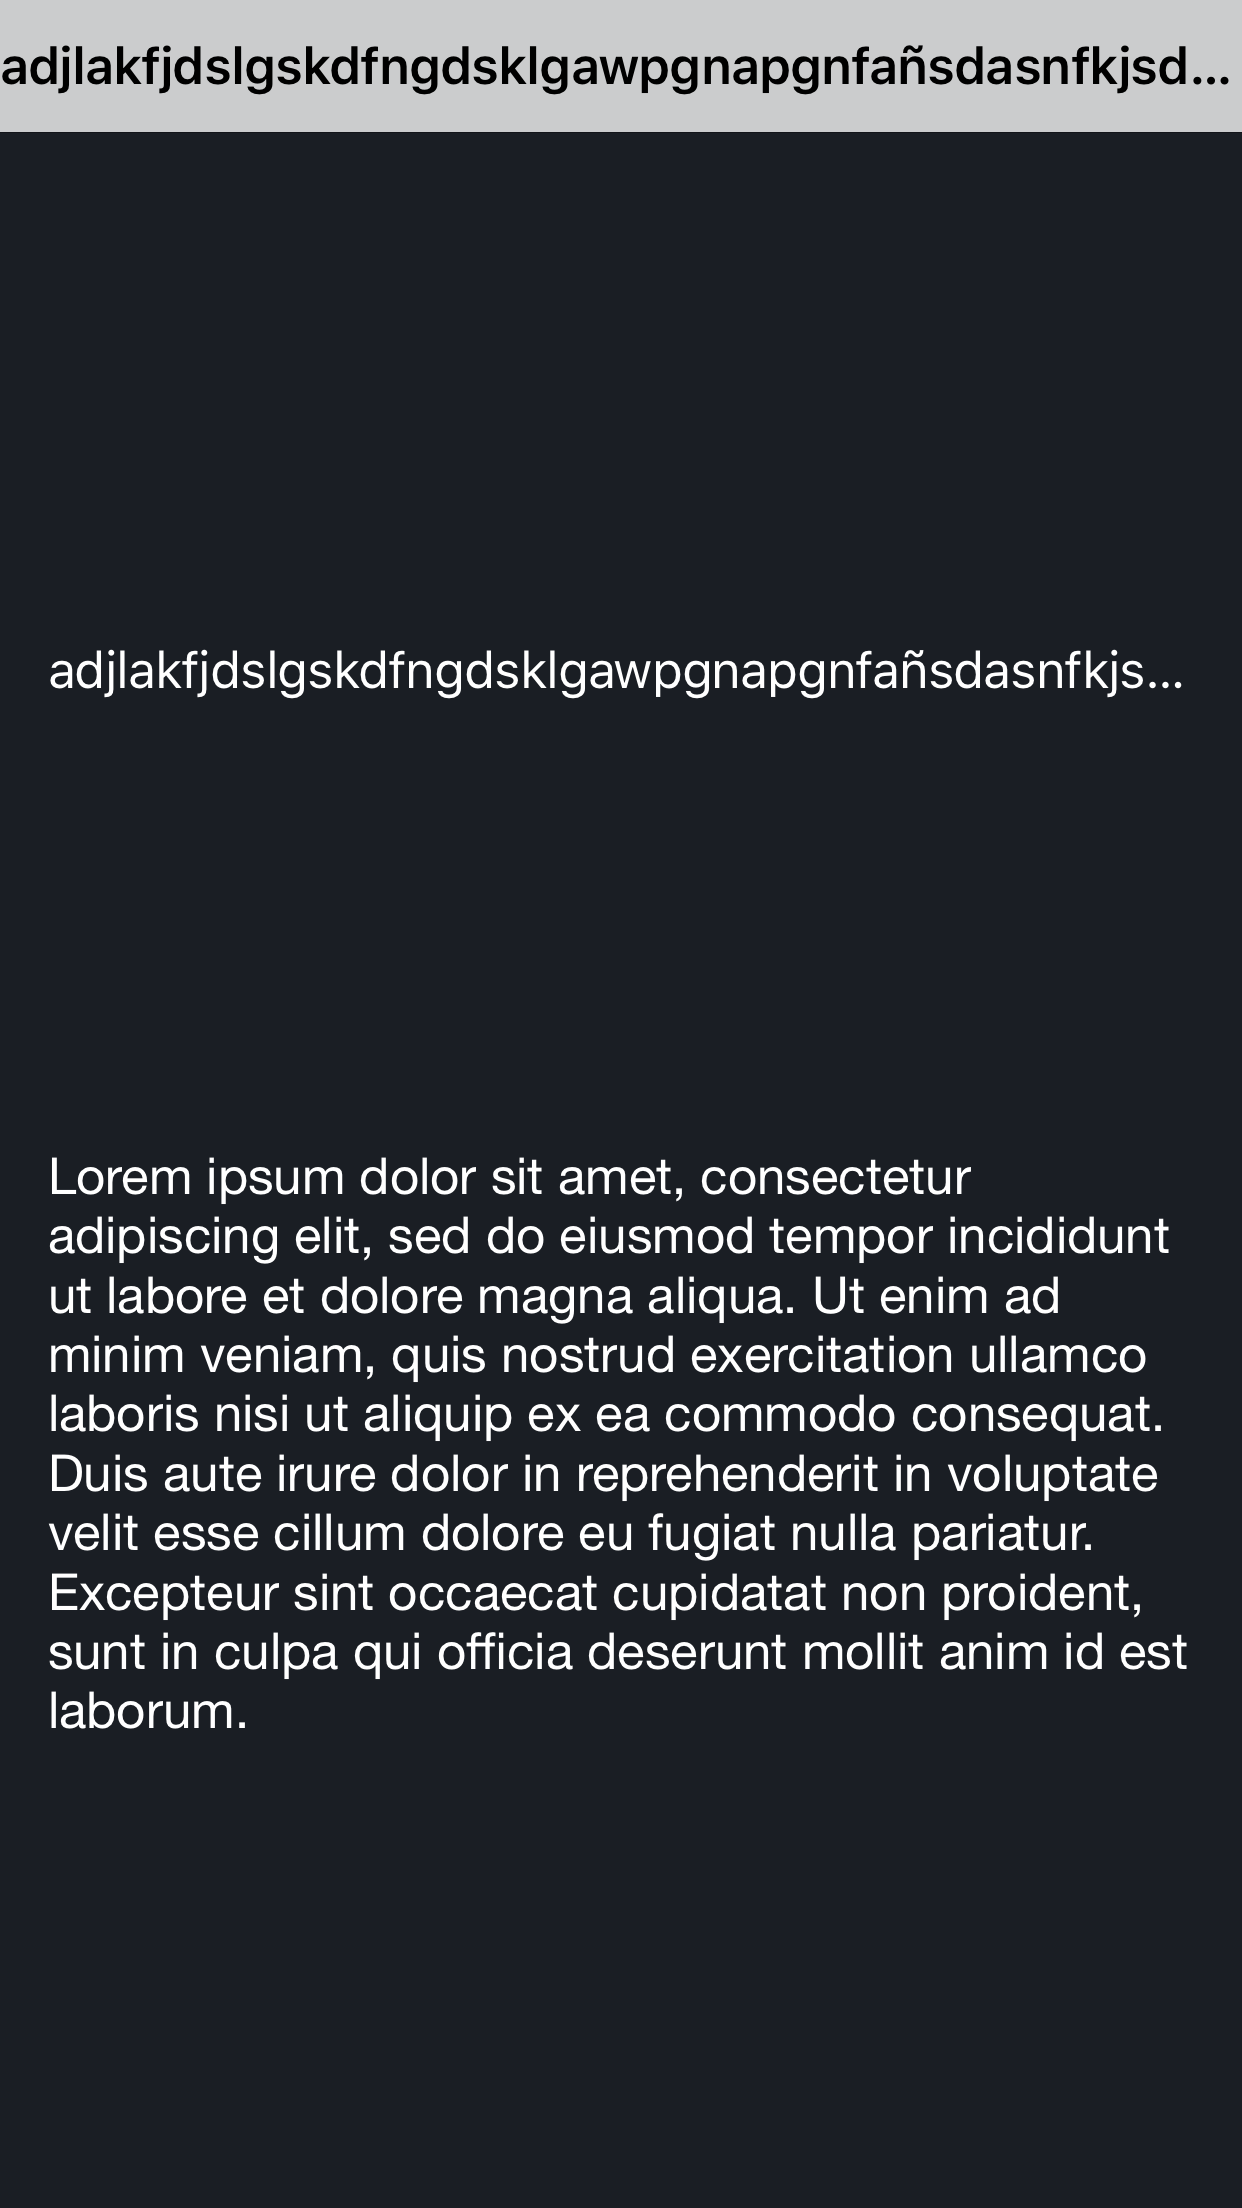 adjlakfjdslgskdfngdsklgawpgnapgnfañsdasnfkjsd...
adjlakfjdslgskdfngdsklgawpgnapgnfañsdasnfkjs...
Lorem ipsum dolor sit amet, consectetur
adipiscing elit, sed do eiusmod tempor incididunt
ut labore et dolore magna aliqua. Ut enim ad
minim veniam, quis nostrud exercitation ullamco
laboris nisi ut aliquip ex ea commodo consequat.
Duis aute irure dolor in reprehenderit in voluptate
velit esse cillum dolore eu fugiat nulla pariatur.
Excepteur sint occaecat cupidatat non proident,
sunt in culpa qui officia deserunt mollit anim id est
laborum.